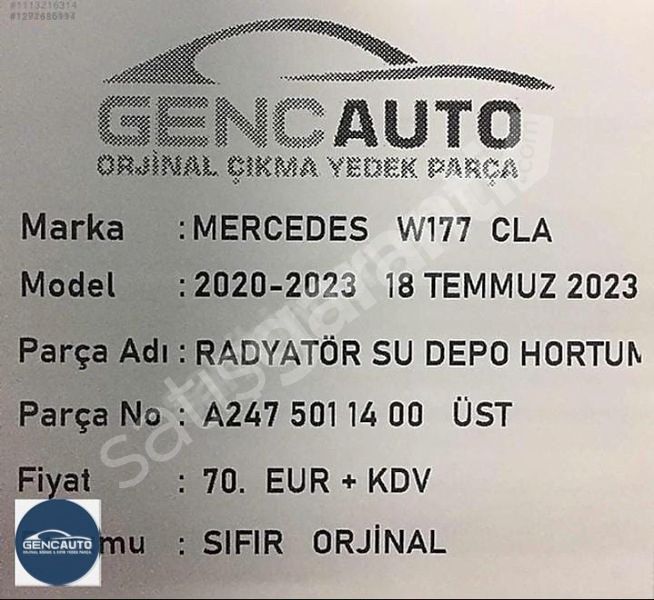 #1113216314
#1292686994
GENCAUTO
ORJİNAL ÇIKMA YEDEK PARÇA
Marka : MERCEDES W177 CLA
Model : 2020-2023 18 TEMMUZ 2023
Parça Adı : RADYATÖR SU DEPO HORTUM
Parça No : A247 501 14 00 ÜST
Fiyat : 70. EUR + KDV
mu : SIFIR ORJİNAL
GENCAUTO